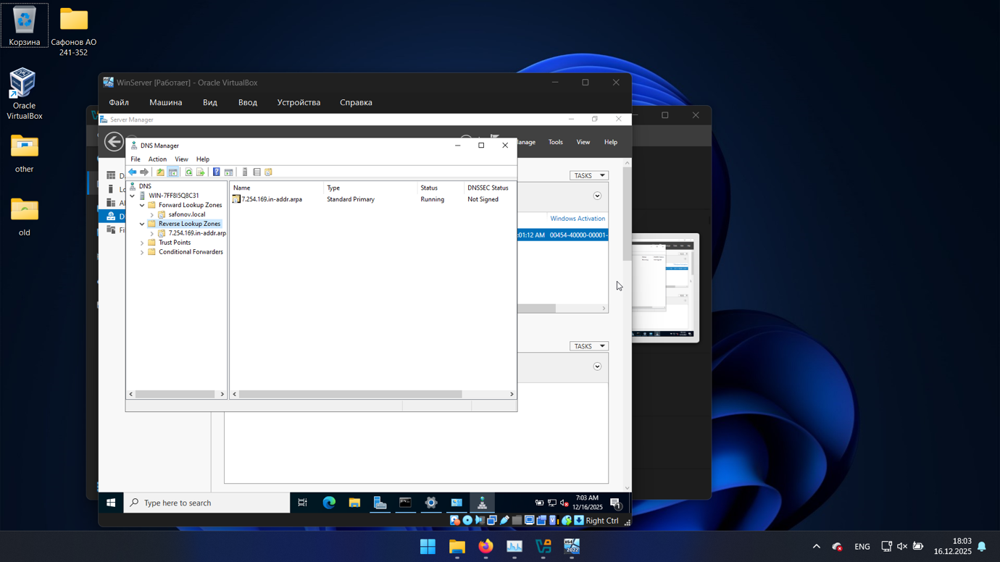 Корзина
Сафонов АО
241-352
Oracle
VirtualBox
other
old
WinServer [Работает] - Oracle VirtualBox
Файл Машина Вид Ввод Устройства Справка
Server Manager
Tools View Help
DNS Manager
File Action View Help
DNS
WIN-7FF8I5Q8C31
Forward Lookup Zones
safonov.local
Reverse Lookup Zones
7.254.169.in-addr.arp
Trust Points
Conditional Forwarders
Name Type Status DNSSEC Status
7.254.169.in-addr.arpa Standard Primary Running Not Signed
TASKS
Windows Activation
:01:12 AM 00454-40000-00001-
TASKS
Type here to search
7:03 AM
12/16/2025
1
Right Ctrl
X64
2022
ENG
18:03
16.12.2025